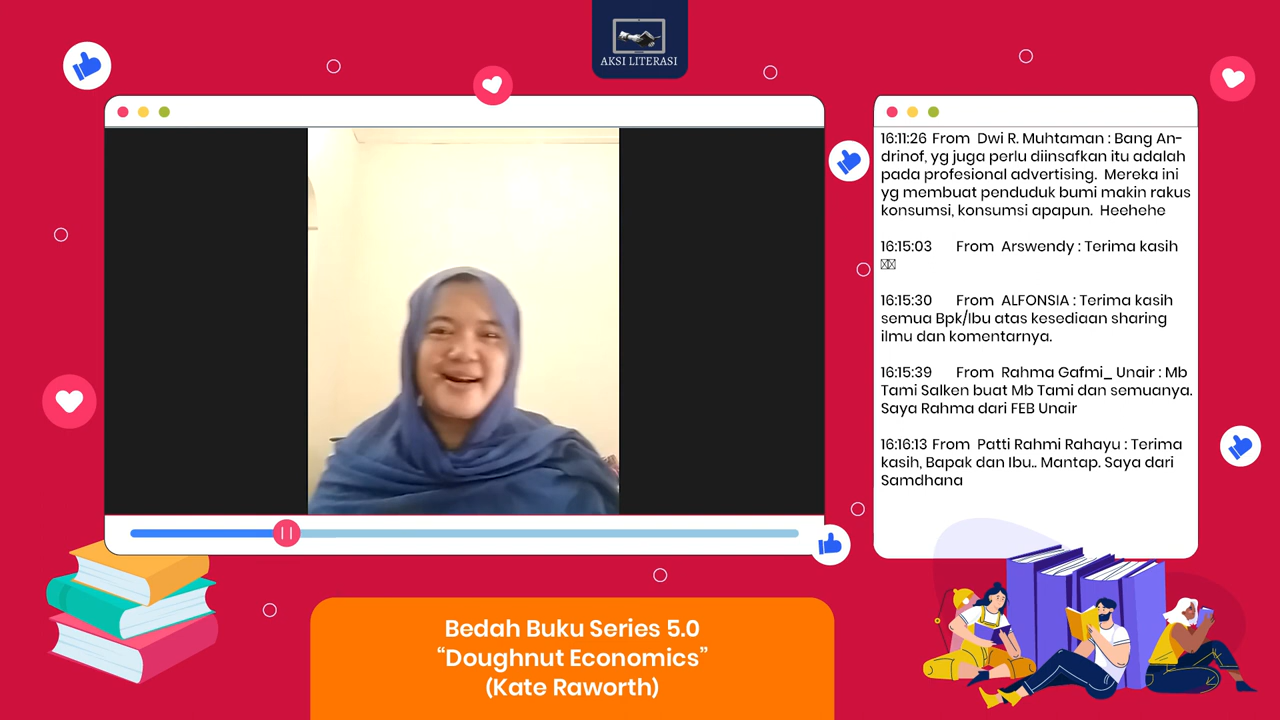 AKSI LITERASI
16:11:26 From Dwi R. Muhtaman : Bang An-
drinof, yg juga perlu diinsafkan itu adalah
pada profesional advertising. Mereka ini
yg membuat penduduk bumi makin rakus
konsumsi, konsumsi apapun. Heehehe
16:15:03 From Arswendy : Terima kasih
16:15:30 From ALFONSIA : Terima kasih
semua Bpk/Ibu atas kesediaan sharing
ilmu dan komentarnya.
16:15:39 From Rahma Gafmi_ Unair : Mb
Tami Salken buat Mb Tami dan semuanya.
Saya Rahma dari FEB Unair
16:16:13 From Patti Rahmi Rahayu : Terima
kasih, Bapak dan Ibu.. Mantap. Saya dari
Samdhana
Bedah Buku Series 5.0
“Doughnut Economics”
(Kate Raworth)